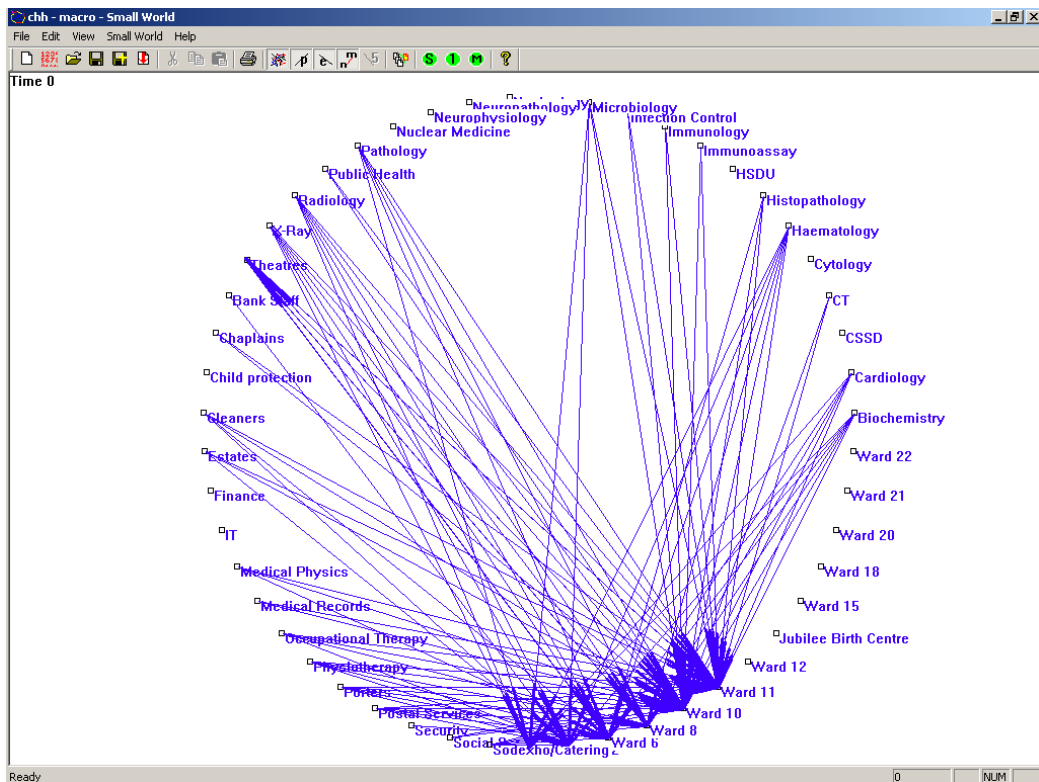 chh - macro - Small World
File Edit View Small World Help
Time 0
Neuropathology
Microbiology
Neurophysiology
Infection Control
Nuclear Medicine
Immunology
Pathology
Immunoassay
Public Health
HSDU
Radiology
Histopathology
X-Ray
Haematology
Theatres
Cytology
Bank Staff
CT
Chaplains
CSSD
Child protection
Cardiology
Cleaners
Biochemistry
Estates
Ward 22
Finance
Ward 21
IT
Ward 20
Medical Physics
Ward 18
Medical Records
Ward 15
Occupational Therapy
Jubilee Birth Centre
Physiotherapy
Ward 12
Porters
Ward 11
Postal Services
Ward 10
Security
Ward 8
Social
Ward 6
Sodexho/Catering
Ready
0
NUM